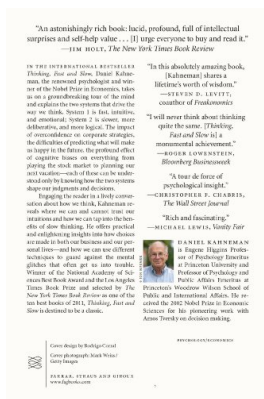 "An astonishingly rich book: lucid, profound, full of intellectual
surprises and self-help value . . . [I] urge everyone to buy and read it."
—JIM HOLT, The New York Times Book Review
IN THE INTERNATIONAL BESTSELLER
Thinking, Fast and Slow, Daniel Kahne-
man, the renowned psychologist and win-
ner of the Nobel Prize in Economics, takes
us on a groundbreaking tour of the mind
and explains the two systems that drive the
way we think. System 1 is fast, intuitive,
and emotional; System 2 is slower, more
deliberative, and more logical. The impact
of overconfidence on corporate strategies,
the difficulties of predicting what will make
us happy in the future, the profound effect
of cognitive biases on everything from
playing the stock market to planning our
next vacation—each of these can be under-
stood only by knowing how the two systems
shape our judgments and decisions.
Engaging the reader in a lively conver-
sation about how we think, Kahneman re-
veals where we can and cannot trust our
intuitions and how we can tap into the ben-
efits of slow thinking. He offers practical
and enlightening insights into how choices
are made in both our business and our per-
sonal lives—and how we can use different
techniques to guard against the mental
glitches that often get us into trouble.
Winner of the National Academy of Sci-
ences Best Book Award and the Los Angeles
Times Book Prize and selected by The
New York Times Book Review as one of the
ten best books of 2011, Thinking, Fast and
Slow is destined to be a classic.
"In this absolutely amazing book,
[Kahneman] shares a
lifetime's worth of wisdom."
—STEVEN D. LEVITT,
coauthor of Freakonomics
"I will never think about thinking
quite the same. [Thinking,
Fast and Slow] is a
monumental achievement."
—ROGER LOWENSTEIN,
Bloomberg Businessweek
"A tour de force of
psychological insight."
—CHRISTOPHER F. CHABRIS,
The Wall Street Journal
"Rich and fascinating."
—MICHAEL LEWIS, Vanity Fair
DANIEL KAHNEMAN
is Eugene Higgins Profes-
sor of Psychology Emeritus
at Princeton University and
Professor of Psychology and
Public Affairs Emeritus at
Princeton's Woodrow Wilson School of
Public and International Affairs. He re-
ceived the 2002 Nobel Prize in Economic
Sciences for his pioneering work with
Amos Tversky on decision making.
PSYCHOLOGY/ECONOMICS
Cover design by Rodrigo Corral
Cover photograph: Mark Weiss /
Getty Images
FARRAR, STRAUS AND GIROUX
www.fsgbooks.com